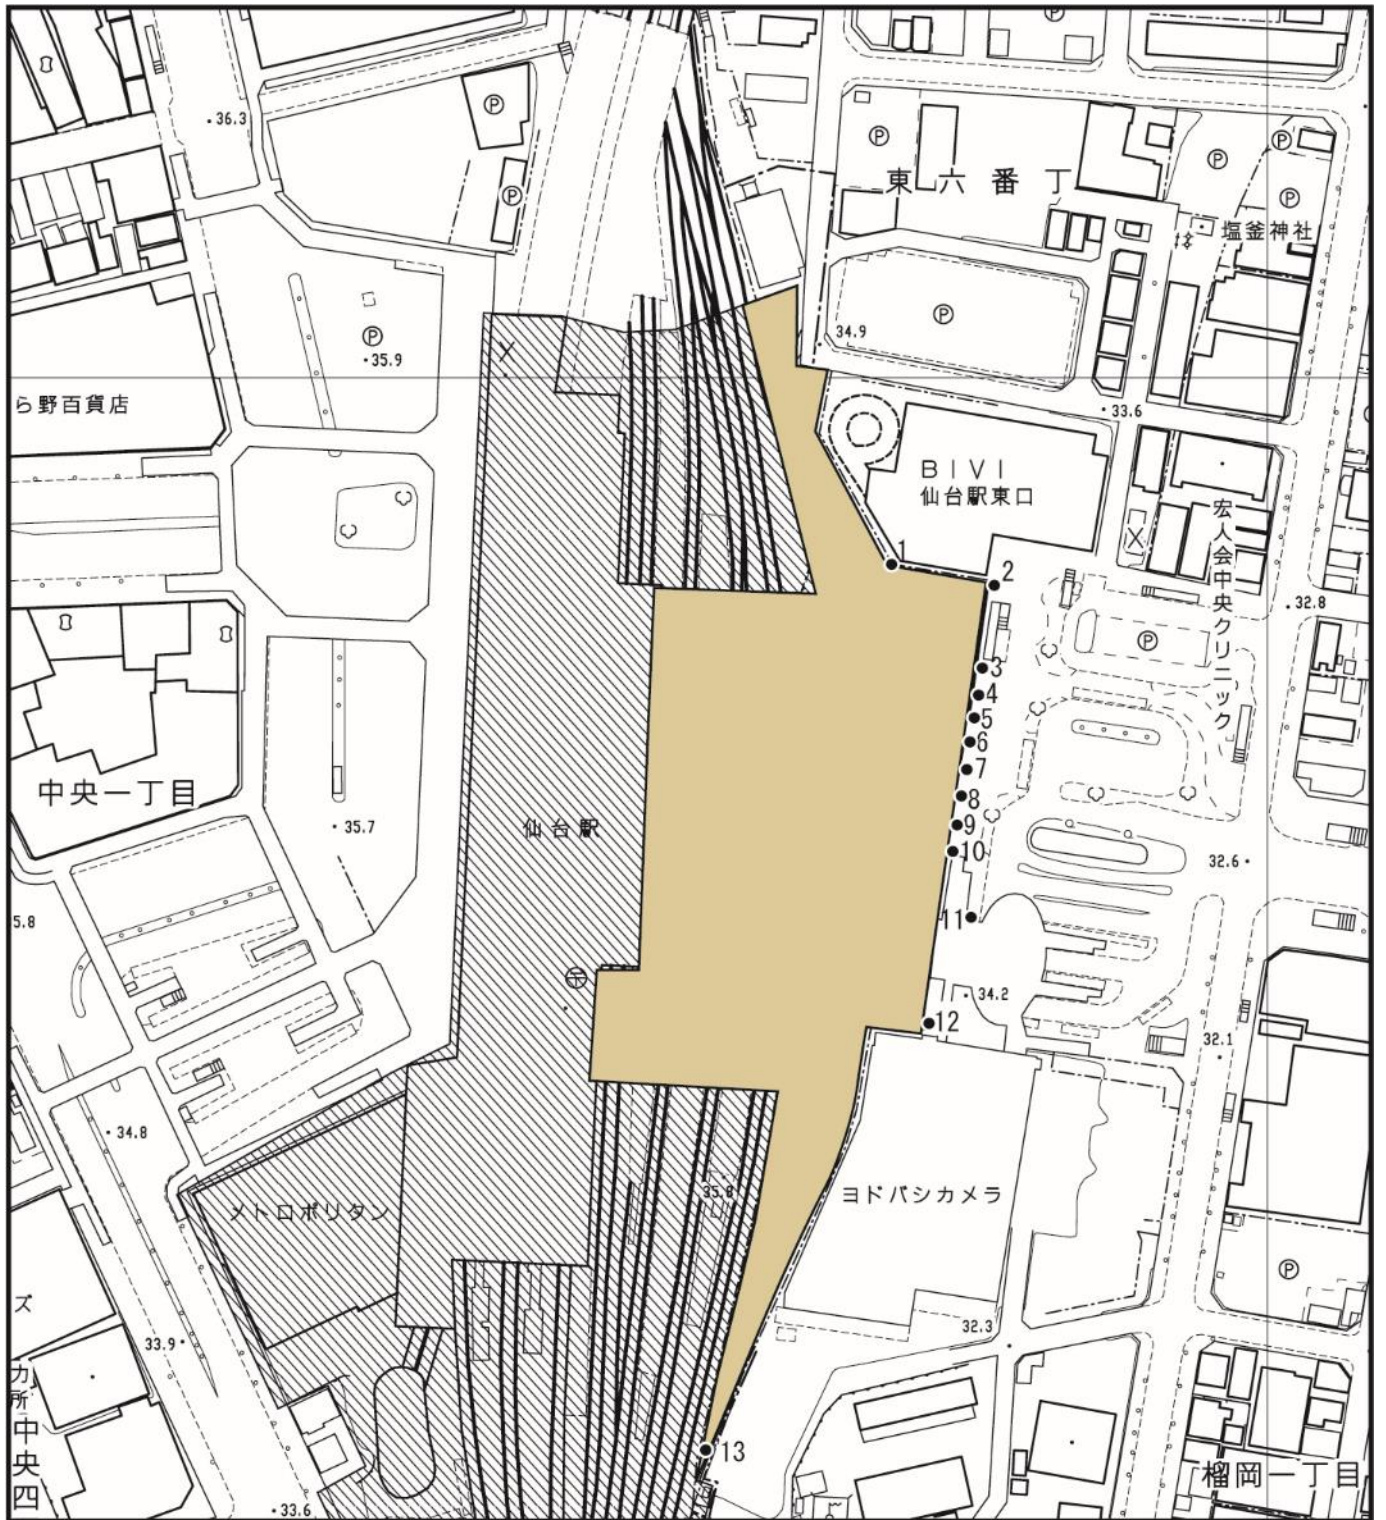 Ⓟ
36.3
Ⓟ
Ⓟ
東六番丁
Ⓟ
Ⓟ
Ⓟ
Ⓟ
塩釜神社
Ⓟ
34.9
Ⓟ
35.9
ら野百貨店
33.6
BIVI
仙台駅東口
宏人会中央クリニック
1
2
32.8
Ⓟ
3
4
5
6
7
8
9
10
11
12
中央一丁目
35.7
仙台駅
32.6
5.8
34.2
32.1
34.8
35.8
メトロポリタン
ヨドバシカメラ
Ⓟ
ズ
33.9
32.3
カ所
中央四
13
榴岡一丁目
33.6